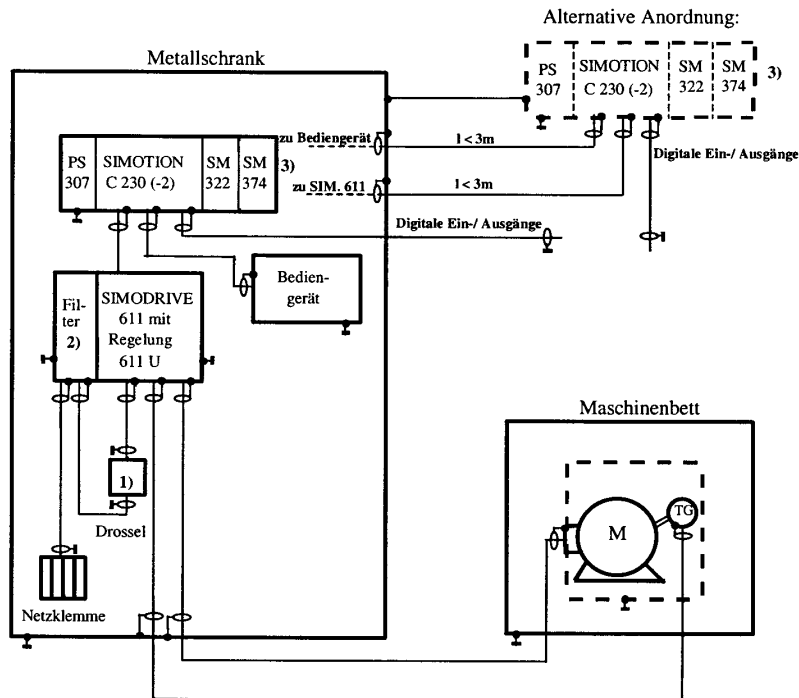 Alternative Anordnung:
PS
307
SIMOTION
C 230 (-2)
SM
322
SM
374
3)
Metallschrank
zu Bediengerät
l < 3m
zu SIM. 611
l < 3m
Digitale Ein-/ Ausgänge
PS
307
SIMOTION
C 230 (-2)
SM
322
SM
374
3)
Digitale Ein-/ Ausgänge
Bedien-
gerät
Fil-
ter
2)
SIMODRIVE
611 mit
Regelung
611 U
1)
Drossel
Netzklemme
Maschinenbett
M
TG